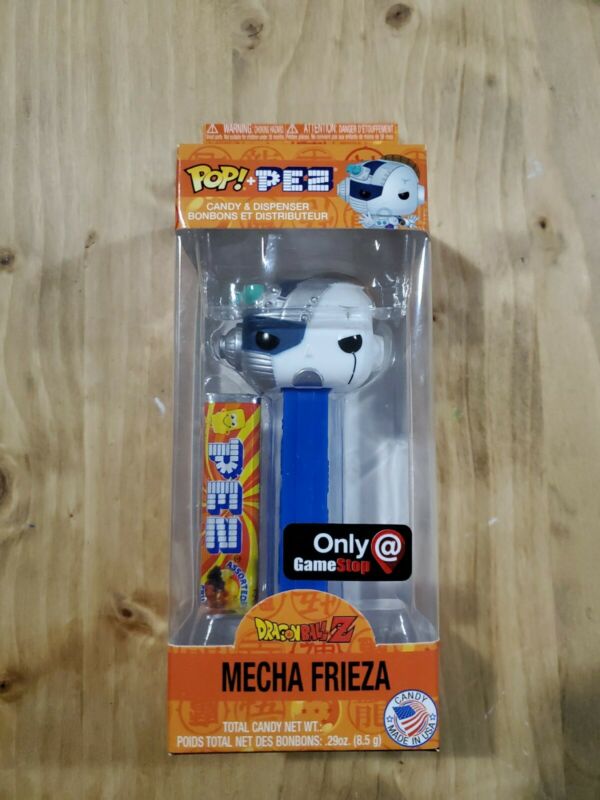 ⚠ WARNING: CHOKING HAZARD ⚠ ATTENTION: DANGER D'ÉTOUFFEMENT
POP! + PEZ
CANDY & DISPENSER
BONBONS ET DISTRIBUTEUR
PEZ
ASSORTED
Only @
GameStop
DRAGON BALL Z
MECHA FRIEZA
TOTAL CANDY NET WT.:
POIDS TOTAL NET DES BONBONS: .29oz. (8.5 g)
CANDY
MADE IN USA